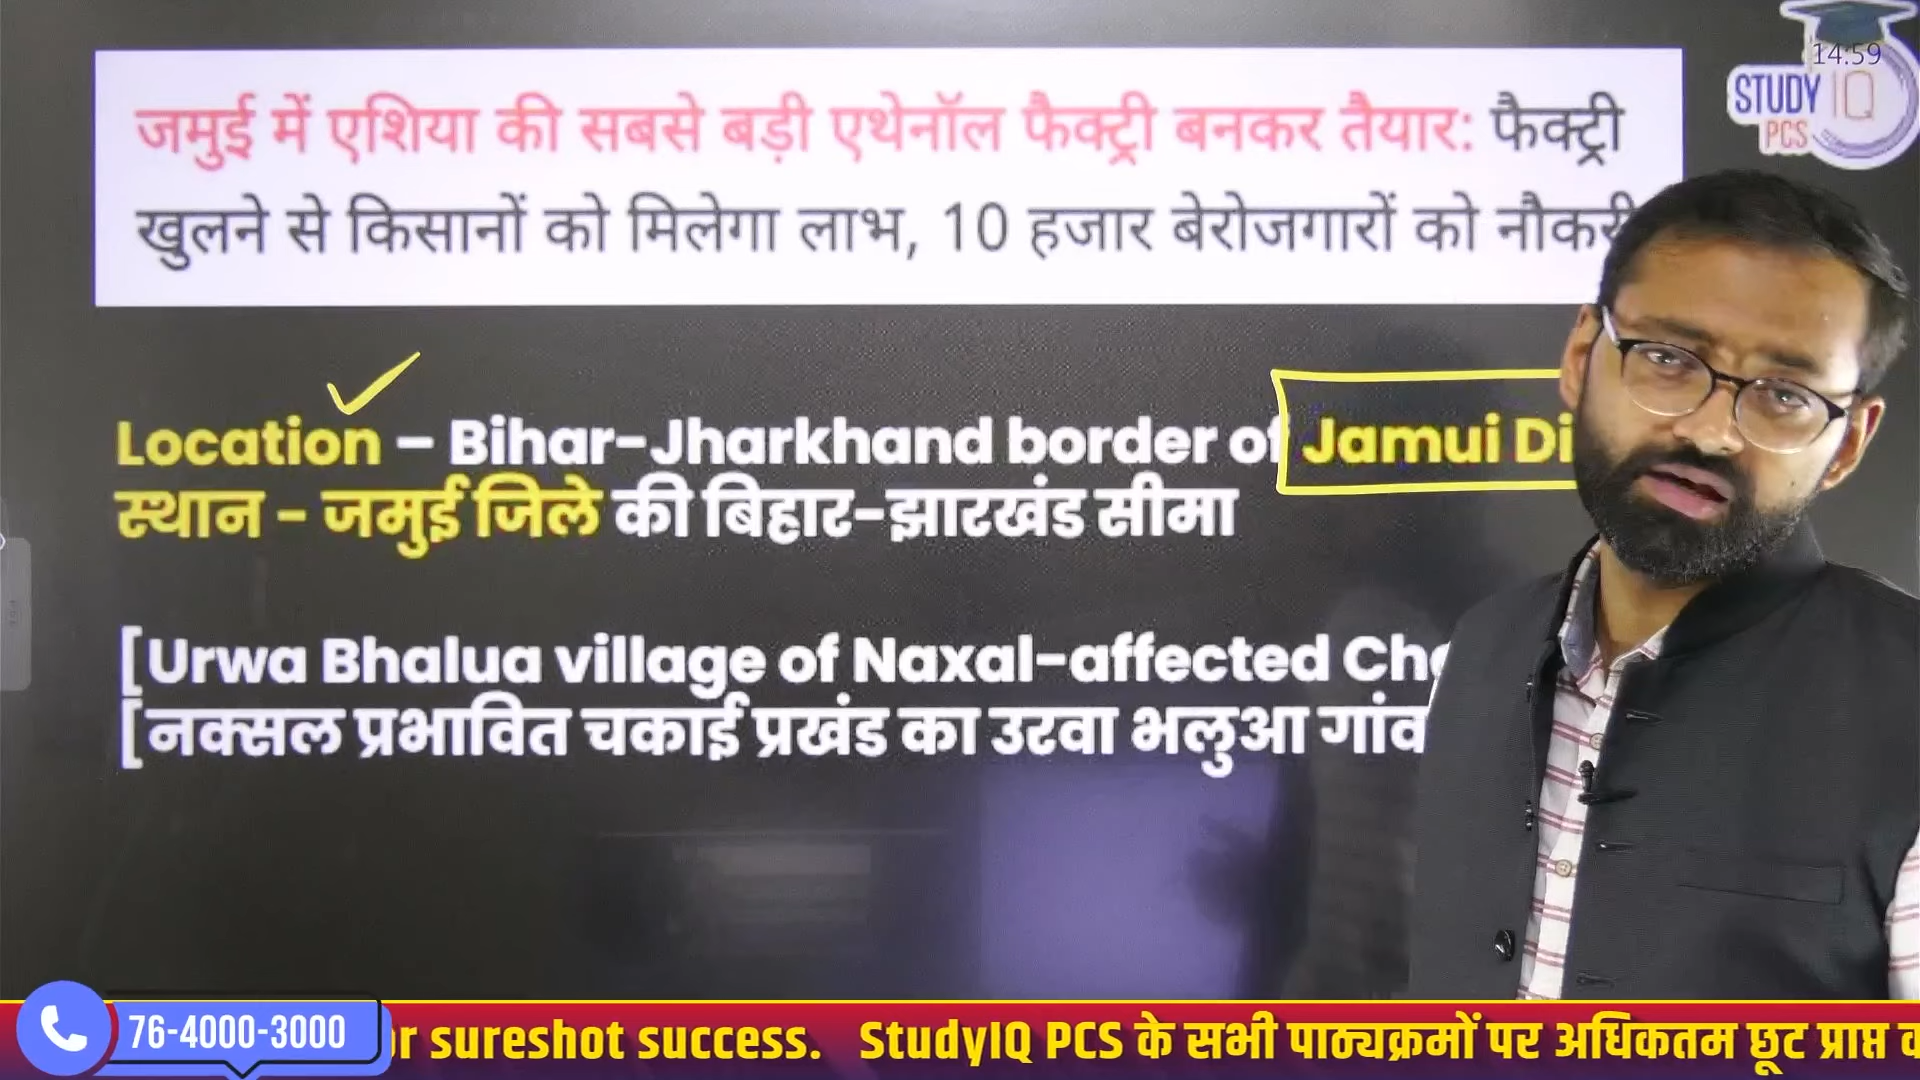 14:59
STUDY IQ
PCS
जमुई में एशिया की सबसे बड़ी एथेनॉल फैक्ट्री बनकर तैयार: फैक्ट्री
खुलने से किसानों को मिलेगा लाभ, 10 हजार बेरोजगारों को नौकरी
Location – Bihar-Jharkhand border of Jamui Di
स्थान - जमुई जिले की बिहार-झारखंड सीमा
[Urwa Bhalua village of Naxal-affected Cha
[नक्सल प्रभावित चकाई प्रखंड का उरवा भलुआ गांव
76-4000-3000
or sureshot success. StudyIQ PCS के सभी पाठ्यक्रमों पर अधिकतम छूट प्राप्त क